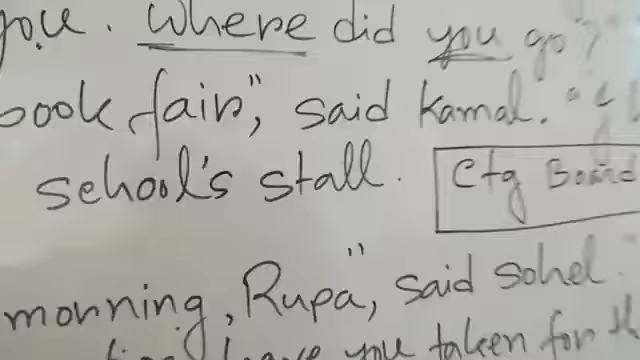 you. Where did you go?
book fair", said Kamal. "I
school's stall. Ctg Board
morning, Rupa", said Sohel.
have you taken for th